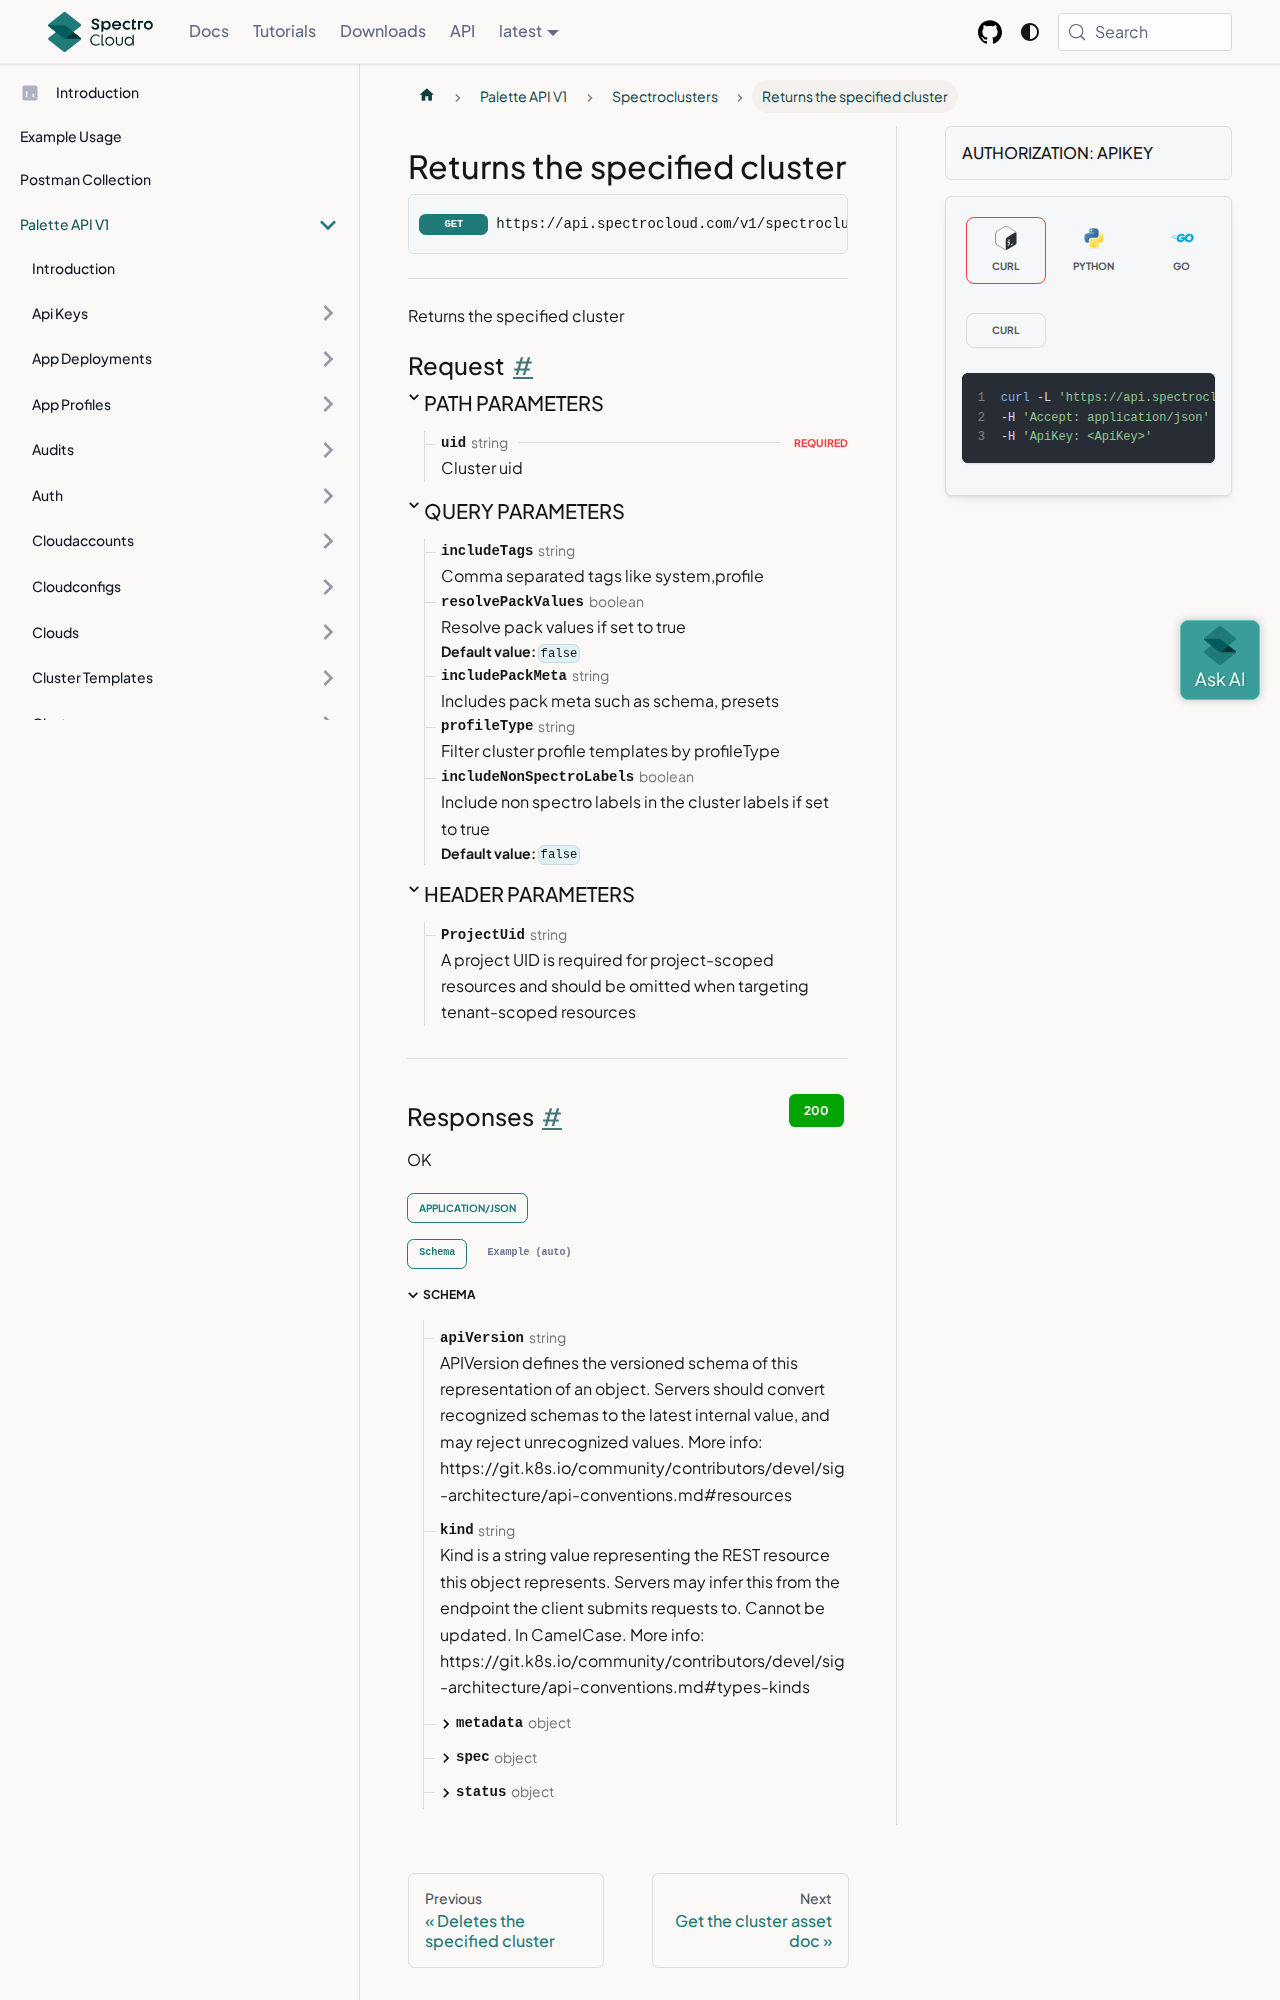 Spectro Cloud
Docs
Tutorials
Downloads
API
latest
Search
Introduction
Example Usage
Postman Collection
Palette API V1
Introduction
Api Keys
App Deployments
App Profiles
Audits
Auth
Cloudaccounts
Cloudconfigs
Clouds
Cluster Templates
Palette API V1
Spectroclusters
Returns the specified cluster
Returns the specified cluster
GET https://api.spectrocloud.com/v1/spectroclu
Returns the specified cluster
Request #
PATH PARAMETERS
uid string REQUIRED
Cluster uid
QUERY PARAMETERS
includeTags string
Comma separated tags like system,profile
resolvePackValues boolean
Resolve pack values if set to true
Default value: false
includePackMeta string
Includes pack meta such as schema, presets
profileType string
Filter cluster profile templates by profileType
includeNonSpectroLabels boolean
Include non spectro labels in the cluster labels if set
to true
Default value: false
HEADER PARAMETERS
ProjectUid string
A project UID is required for project-scoped
resources and should be omitted when targeting
tenant-scoped resources
Responses #
200
OK
APPLICATION/JSON
Schema
Example (auto)
SCHEMA
apiVersion string
APIVersion defines the versioned schema of this
representation of an object. Servers should convert
recognized schemas to the latest internal value, and
may reject unrecognized values. More info:
https://git.k8s.io/community/contributors/devel/sig
-architecture/api-conventions.md#resources
kind string
Kind is a string value representing the REST resource
this object represents. Servers may infer this from the
endpoint the client submits requests to. Cannot be
updated. In CamelCase. More info:
https://git.k8s.io/community/contributors/devel/sig
-architecture/api-conventions.md#types-kinds
metadata object
spec object
status object
Previous
« Deletes the
specified cluster
Next
Get the cluster asset
doc »
AUTHORIZATION: APIKEY
CURL
PYTHON
GO
CURL
1 curl -L 'https://api.spectrocl
2 -H 'Accept: application/json'
3 -H 'ApiKey: <ApiKey>'
Ask AI